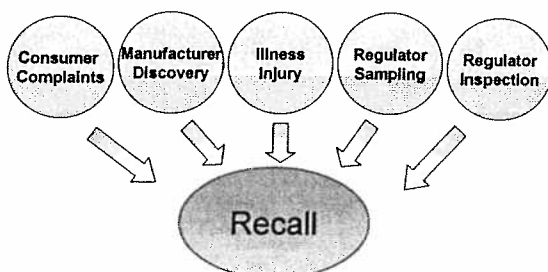 Consumer
Complaints
Manufacturer
Discovery
Illness
Injury
Regulator
Sampling
Regulator
Inspection
Recall